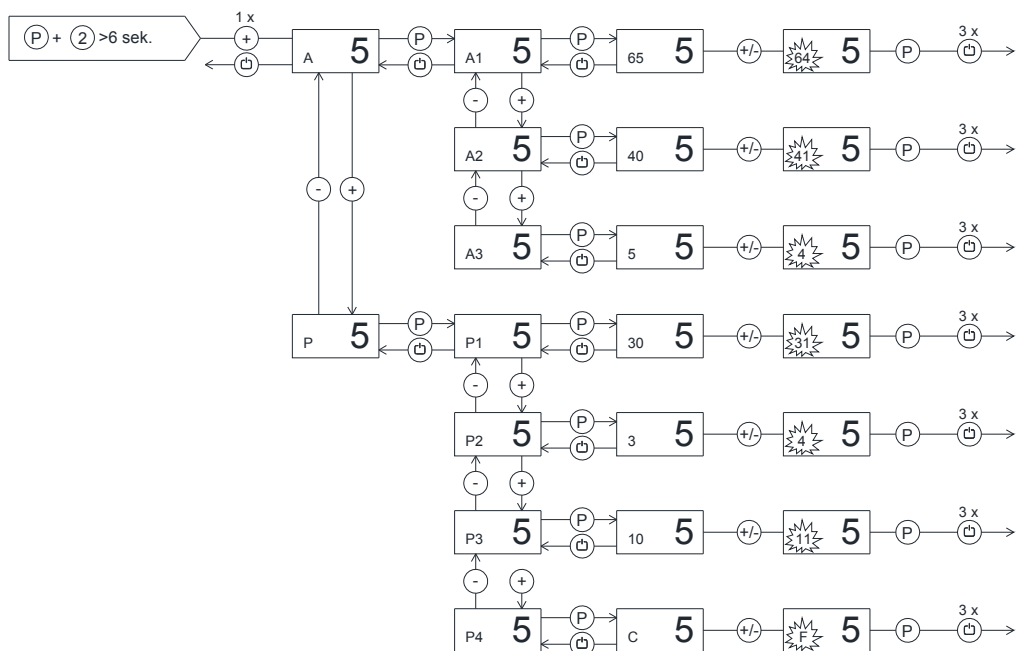 1 x 3 x
P + 2 >6 sek. + A 5 P A1 5 P 65 5 +/- 64 5 P
- +
A2 5 P 40 5 +/- 41 5 P 3 x
- + - +
A3 5 P 5 5 +/- 4 5 P 3 x
P 5 P P1 5 P 30 5 +/- 31 5 P 3 x
- +
P2 5 P 3 5 +/- 4 5 P 3 x
- +
P3 5 P 10 5 +/- 11 5 P 3 x
- +
P4 5 P C 5 +/- F 5 P 3 x